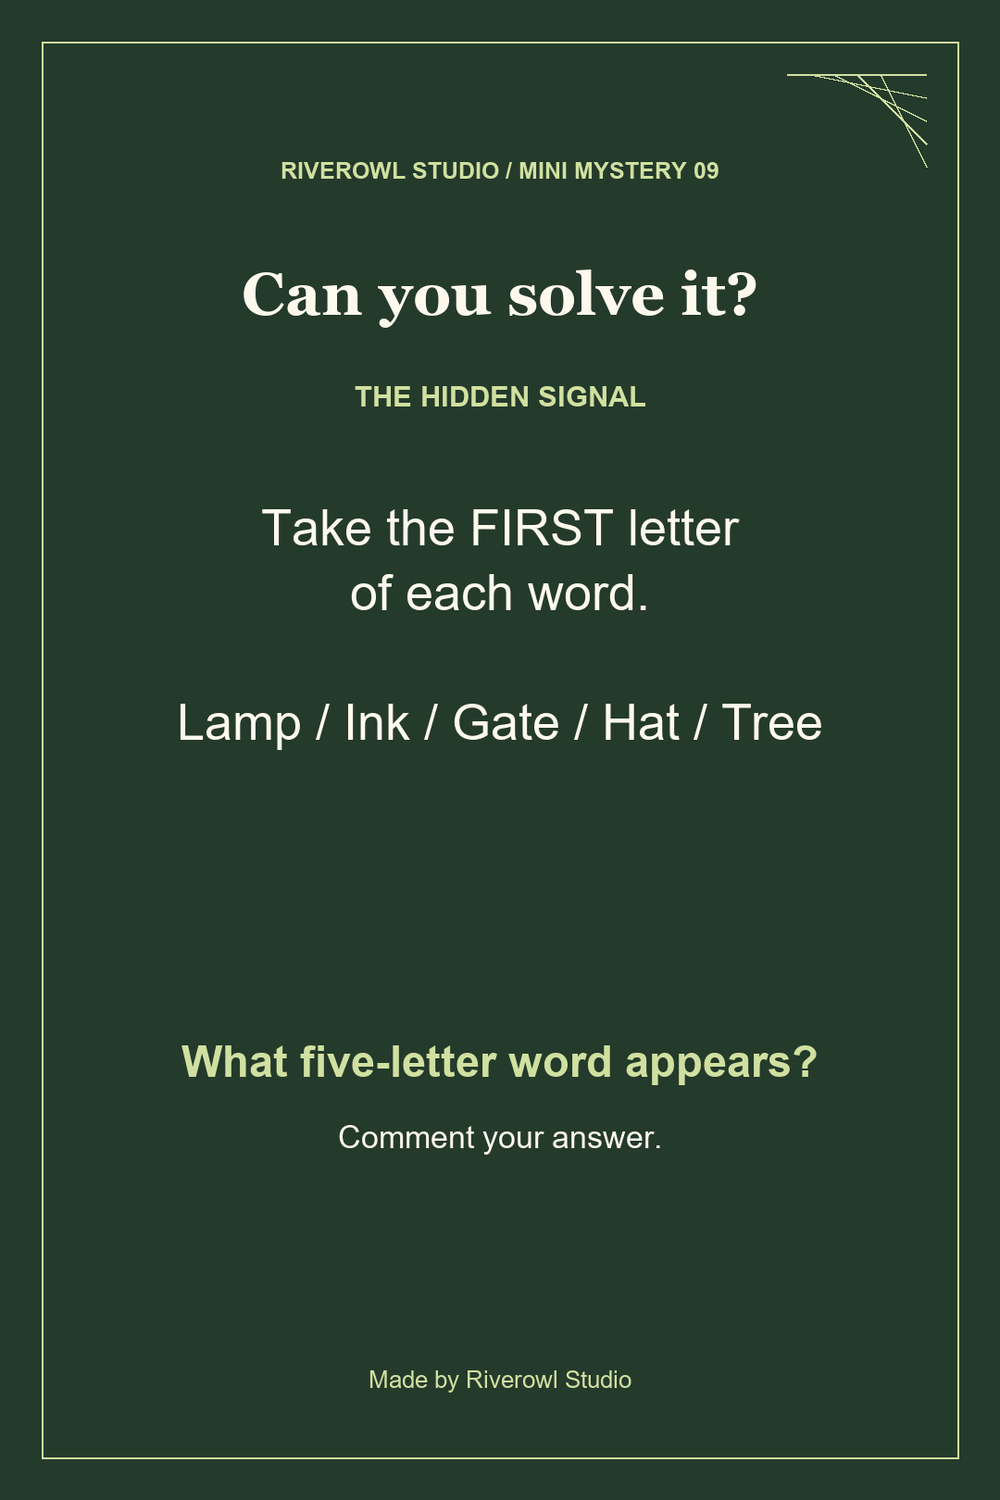 RIVEROWL STUDIO / MINI MYSTERY 09
Can you solve it?
THE HIDDEN SIGNAL
Take the FIRST letter
of each word.
Lamp / Ink / Gate / Hat / Tree
What five-letter word appears?
Comment your answer.
Made by Riverowl Studio